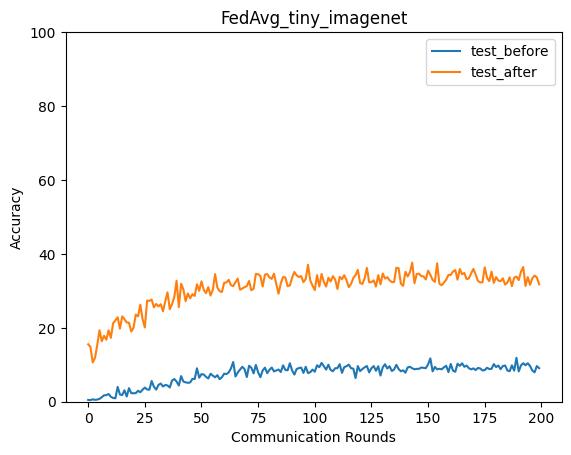 FedAvg_tiny_imagenet
100
80
60
40
20
0
Accuracy
test_before
test_after
0 25 50 75 100 125 150 175 200
Communication Rounds